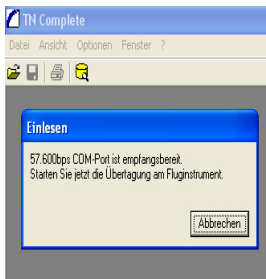 TN Complete
Datei Ansicht Optionen Fenster ?
Einlesen
57.600bps COM-Port ist empfangsbereit.
Starten Sie jetzt die Übertagung am Fluginstrument.
Abbrechen